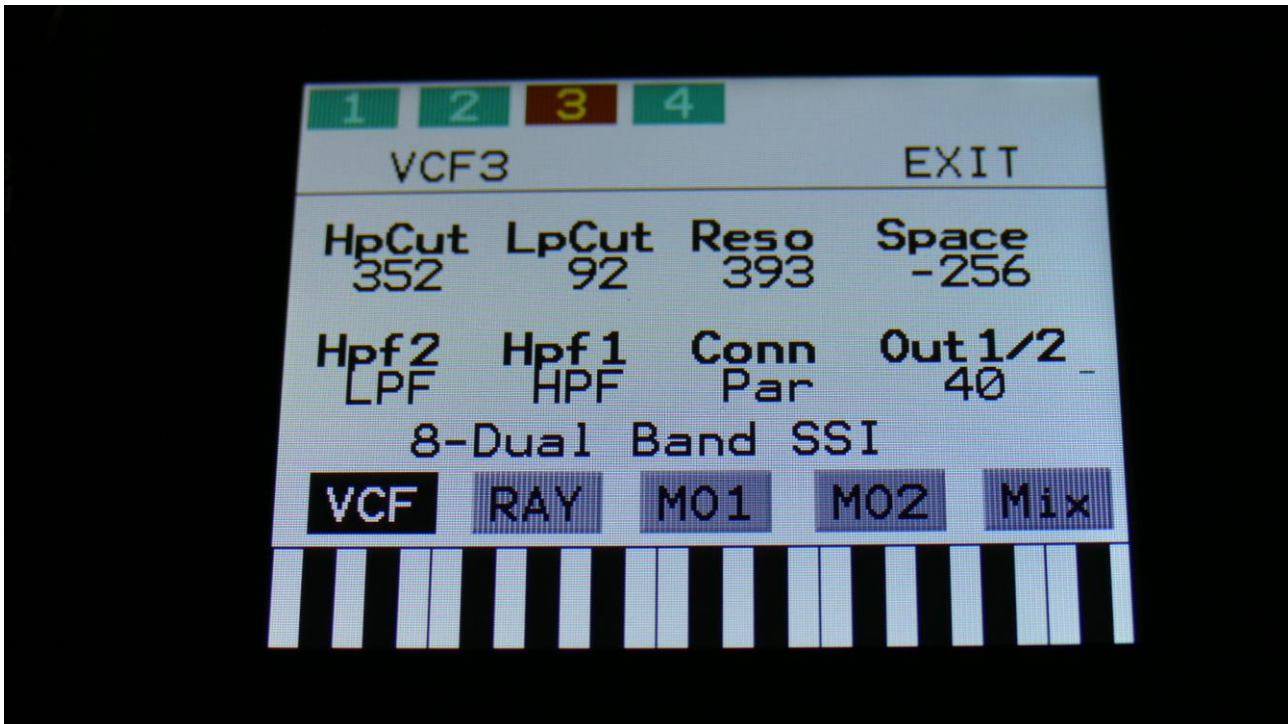 1 2 3 4
VCF3 EXIT
HpCut LpCut Reso Space
352 92 393 -256
Hpf2 Hpf1 Conn Out1/2
LPF HPF Par 40
8-Dual Band SSI
VCF RAY MO1 MO2 Mix